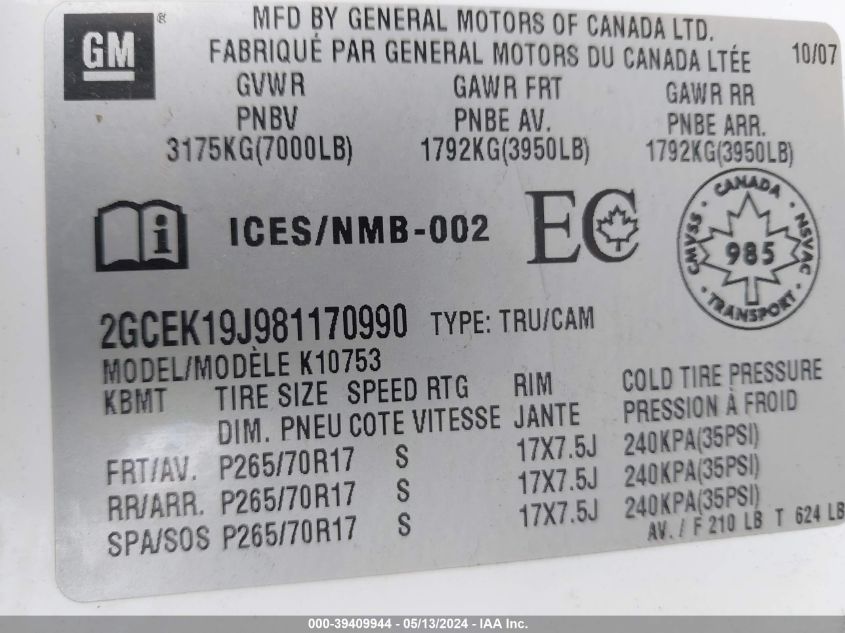 GM ®
MFD BY GENERAL MOTORS OF CANADA LTD.
FABRIQUÉ PAR GENERAL MOTORS DU CANADA LTÉE 10/07
GVWR GAWR FRT GAWR RR
PNBV PNBE AV. PNBE ARR.
3175KG(7000LB) 1792KG(3950LB) 1792KG(3950LB)
i ICES/NMB-002 EC
CANADA
CMVSS 985 NSVAC
TRANSPORT
2GCEK19J981170990 TYPE: TRU/CAM
MODEL/MODÈLE K10753
KBMT TIRE SIZE SPEED RTG RIM COLD TIRE PRESSURE
DIM. PNEU COTE VITESSE JANTE PRESSION À FROID
FRT/AV. P265/70R17 S 17X7.5J 240KPA(35PSI)
RR/ARR. P265/70R17 S 17X7.5J 240KPA(35PSI)
SPA/SOS P265/70R17 S 17X7.5J 240KPA(35PSI)
AV. / F 210 LB T 624 LB
000-39409944 - 05/13/2024 - IAA Inc.